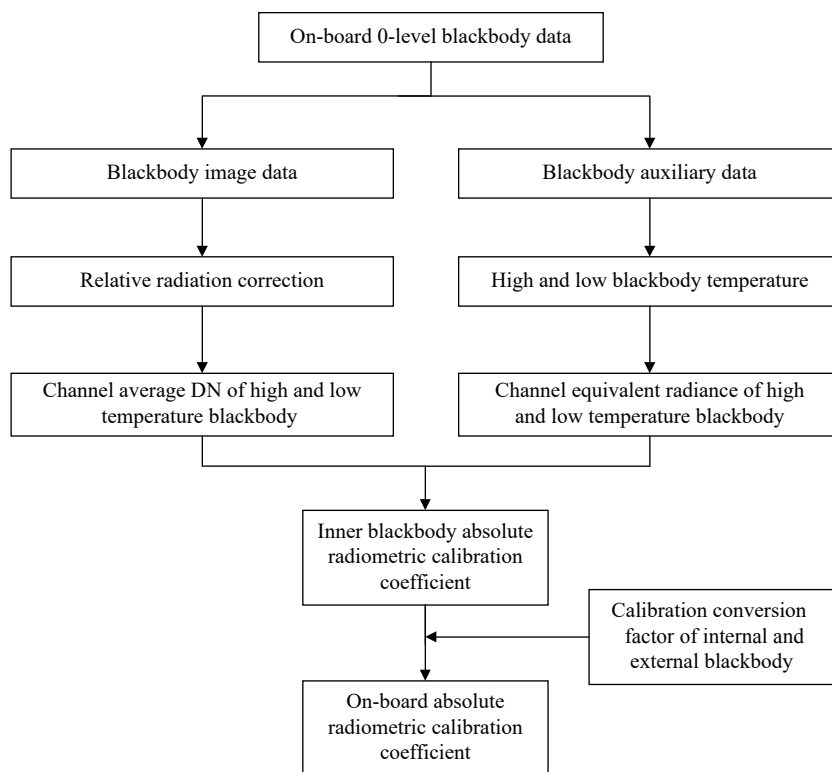 On-board 0-level blackbody data
Blackbody image data
Blackbody auxiliary data
Relative radiation correction
High and low blackbody temperature
Channel average DN of high and low
temperature blackbody
Channel equivalent radiance of high
and low temperature blackbody
Inner blackbody absolute
radiometric calibration
coefficient
Calibration conversion
factor of internal and
external blackbody
On-board absolute
radiometric calibration
coefficient